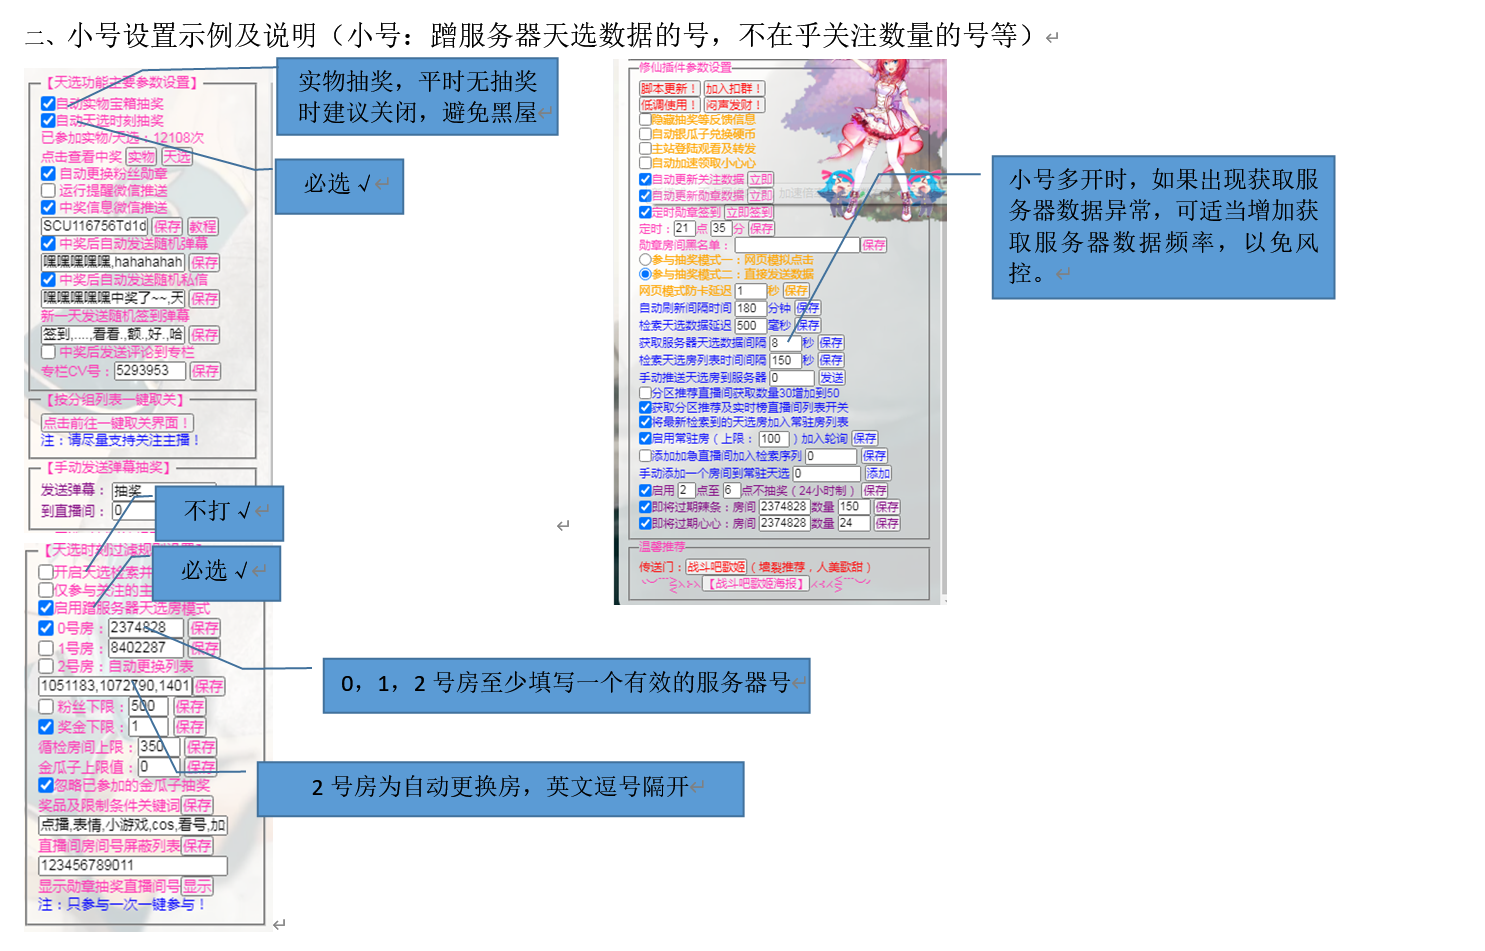 二、小号设置示例及说明（小号：蹭服务器天选数据的号，不在乎关注数量的号等）
【天选功能主要参数设置】
自动实物宝箱抽奖
自动天选时刻抽奖
已参加实物/天选：12108次
点击查看中奖 实物 天选
自动更换粉丝勋章
运行提醒微信推送
中奖信息微信推送
SCU116756Td1d 保存 教程
中奖后自动发送随机弹幕
嘿嘿嘿嘿嘿,hahahahah 保存
中奖后自动发送随机私信
嘿嘿嘿嘿嘿中奖了~~,天 保存
新一天发送随机签到弹幕
签到,....,看看.,额.,好.,哈 保存
中奖后发送评论到专栏
专栏CV号：5293953 保存
【按分组列表一键取关】
点击前往一键取关界面！
注：请尽量支持关注主播！
【手动发送弹幕抽奖】
发送弹幕：抽奖
到直播间：0
实物抽奖，平时无抽奖
时建议关闭，避免黑屋
必选 √
不打 √
必选 √
【天选时刻过滤规则设置】
开启天选检索并
仅参与关注的主
启用蹭服务器天选房模式
0号房：2374828 保存
1号房：8402287 保存
2号房：自动更换列表
1051183,1072790,1401 保存
粉丝下限：500 保存
奖金下限：1 保存
循检房间上限：350 保存
金瓜子上限值：0 保存
忽略已参加的金瓜子抽奖
奖品及限制条件关键词 保存
点播,表情,小游戏,cos,看号,加
直播间房间号屏蔽列表 保存
123456789011
显示勋章抽奖直播间号 显示
注：只参与一次一键参与！
0，1，2 号房至少填写一个有效的服务器号
2 号房为自动更换房，英文逗号隔开
修仙插件参数设置
脚本更新！ 加入扣群！
低调使用！ 闷声发财！
隐藏抽奖等反馈信息
自动银瓜子兑换硬币
主站登陆观看及转发
自动加速领取小心心
自动更新关注数据 立即
自动更新勋章数据 立即
定时勋章签到 立即签到
定时：21 点 35 分 保存
勋章房间黑名单： 保存
参与抽奖模式一：网页模拟点击
参与抽奖模式二：直接发送数据
网页模式防卡延迟 1 秒 保存
自动刷新间隔时间 180 分钟 保存
检索天选数据延迟 500 毫秒 保存
获取服务器天选数据间隔 8 秒 保存
检索天选房列表时间间隔 150 秒 保存
手动推送天选房到服务器 0 发送
分区推荐直播间获取数量30增加到50
获取分区推荐及实时榜直播间列表开关
将最新检索到的天选房加入常驻房列表
启用常驻房（上限：100 ）加入轮询 保存
添加加急直播间加入检索序列 0 保存
手动添加一个房间到常驻天选 0 添加
启用 2 点至 6 点不抽奖（24小时制） 保存
即将过期辣条：房间 2374828 数量 150 保存
即将过期心心：房间 2374828 数量 24 保存
温馨推荐
传送门：战斗吧歌姬（墙裂推荐，人美歌甜）
【战斗吧歌姬海报】
小号多开时，如果出现获取服
务器数据异常，可适当增加获
取服务器数据频率，以免风
控。